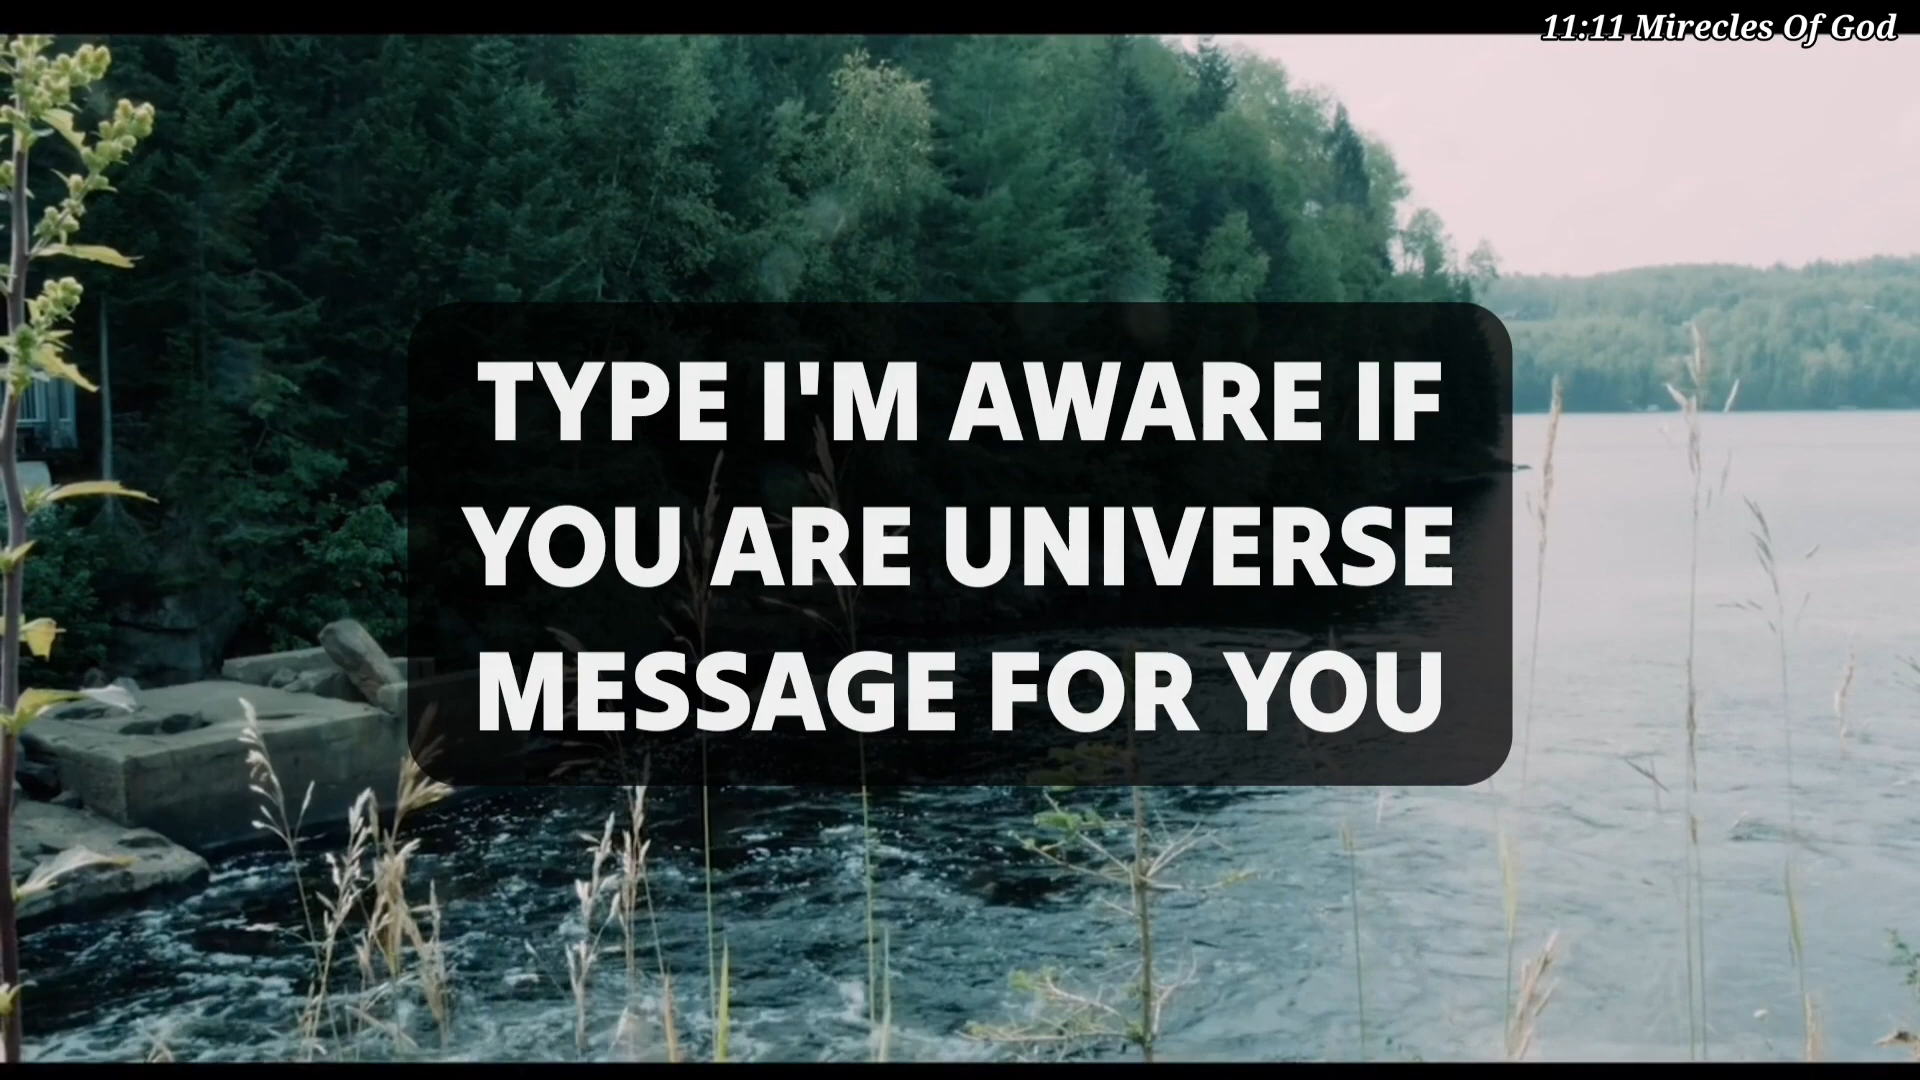 11:11 Mirecles Of God
TYPE I'M AWARE IF
YOU ARE UNIVERSE
MESSAGE FOR YOU